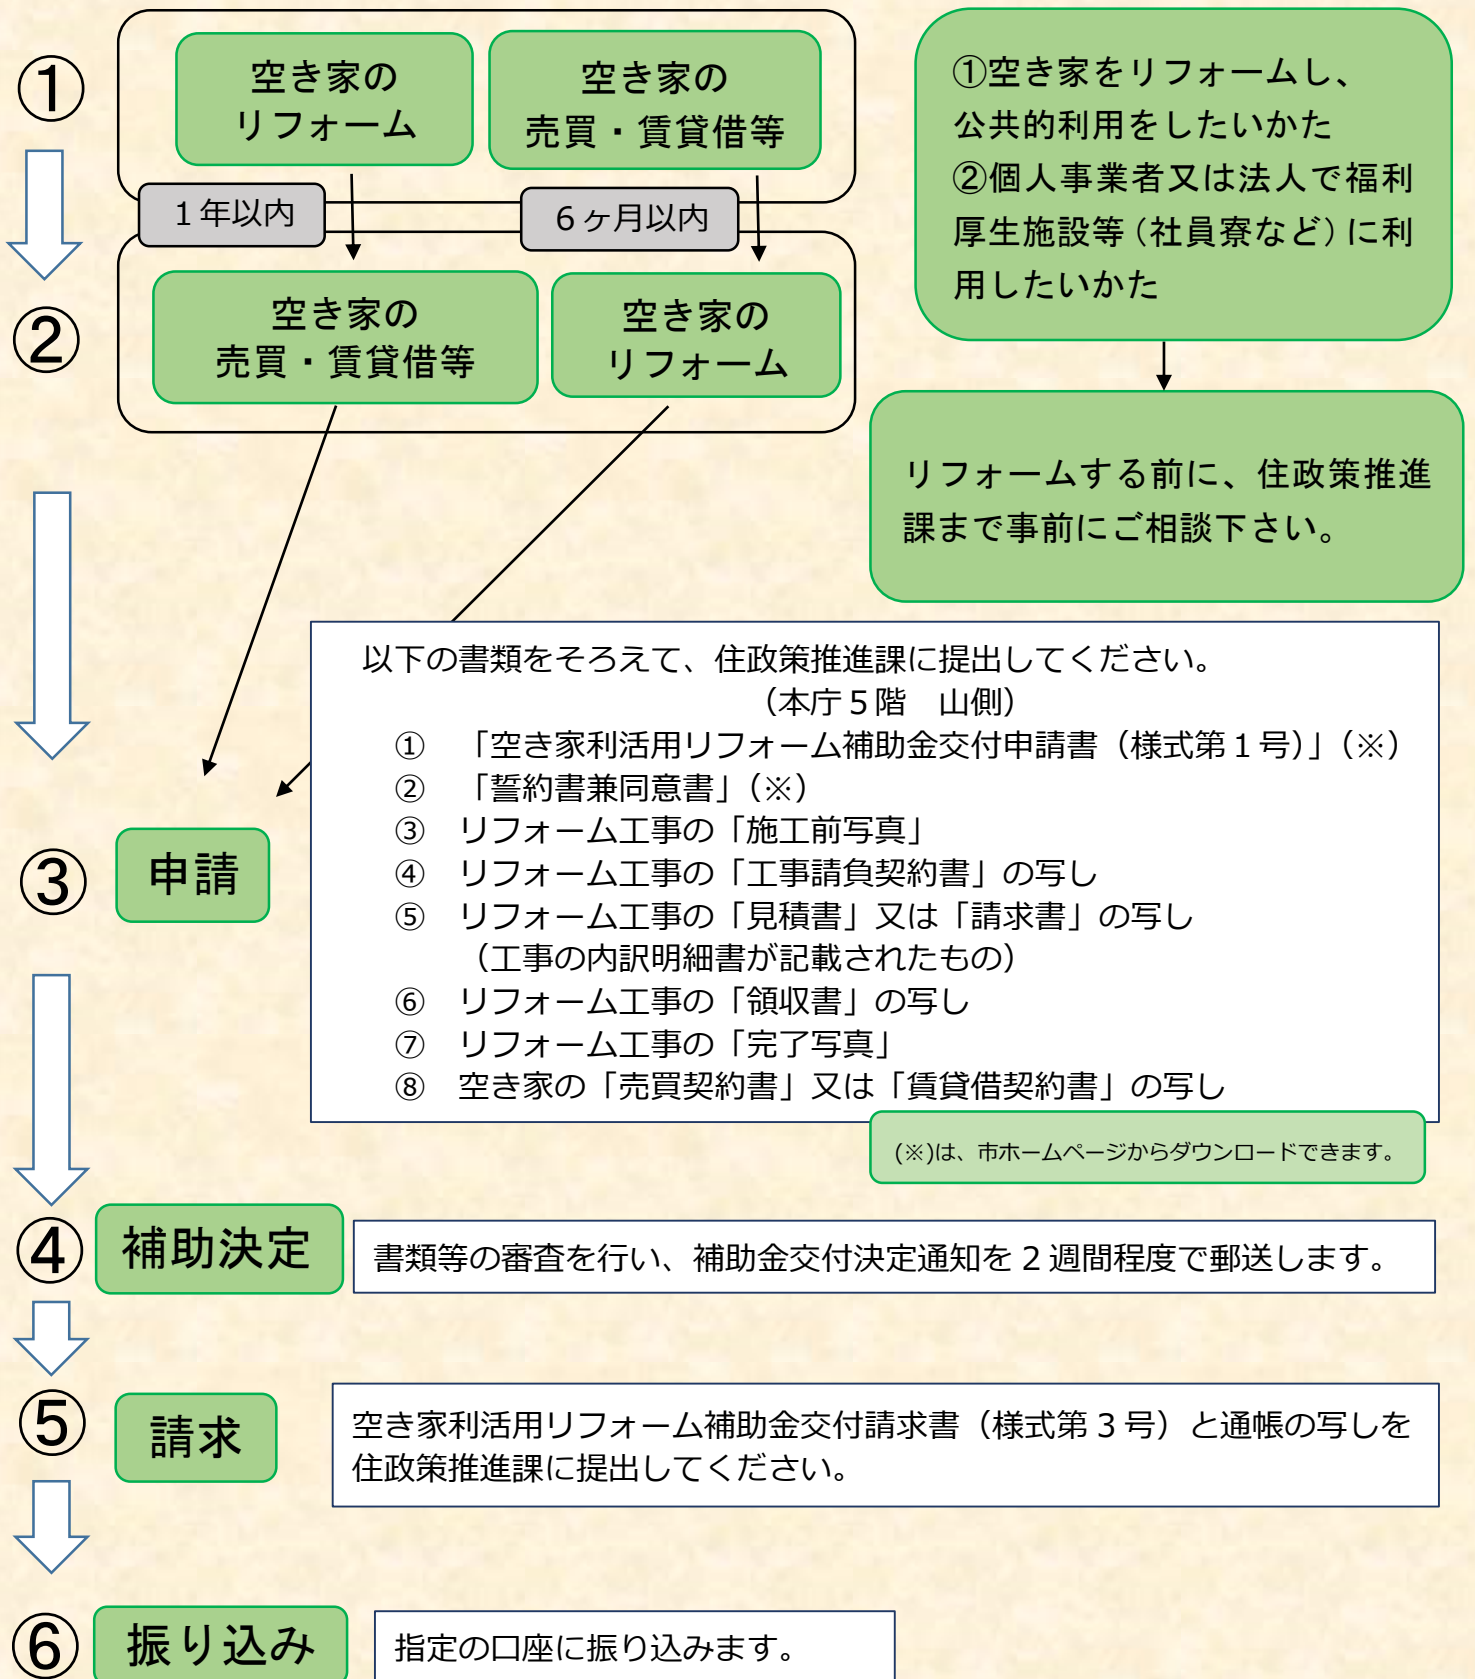 ①
空き家の
リフォーム
空き家の
売買・賃貸借等
１年以内
６ヶ月以内
②
空き家の
売買・賃貸借等
空き家の
リフォーム
①空き家をリフォームし、
公共的利用をしたいかた
②個人事業者又は法人で福利
厚生施設等（社員寮など）に利
用したいかた
リフォームする前に、住政策推進
課まで事前にご相談下さい。
③
申請
以下の書類をそろえて、住政策推進課に提出してください。
（本庁５階　山側）
①　「空き家利活用リフォーム補助金交付申請書（様式第１号）」（※）
②　「誓約書兼同意書」（※）
③　リフォーム工事の「施工前写真」
④　リフォーム工事の「工事請負契約書」の写し
⑤　リフォーム工事の「見積書」又は「請求書」の写し
（工事の内訳明細書が記載されたもの）
⑥　リフォーム工事の「領収書」の写し
⑦　リフォーム工事の「完了写真」
⑧　空き家の「売買契約書」又は「賃貸借契約書」の写し
(※)は、市ホームページからダウンロードできます。
④
補助決定
書類等の審査を行い、補助金交付決定通知を２週間程度で郵送します。
⑤
請求
空き家利活用リフォーム補助金交付請求書（様式第３号）と通帳の写しを
住政策推進課に提出してください。
⑥
振り込み
指定の口座に振り込みます。